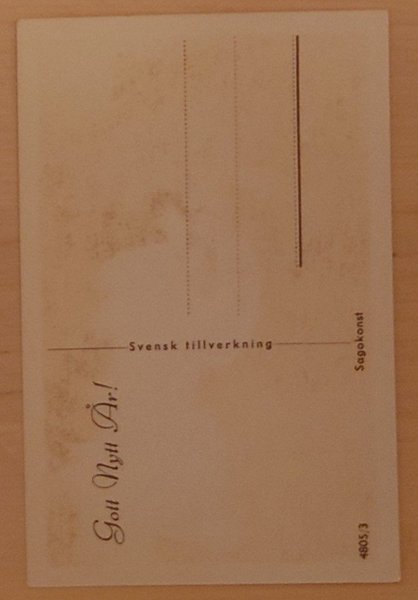 Gott Nytt År!
Svensk tillverkning
4805/3
Sagokonst